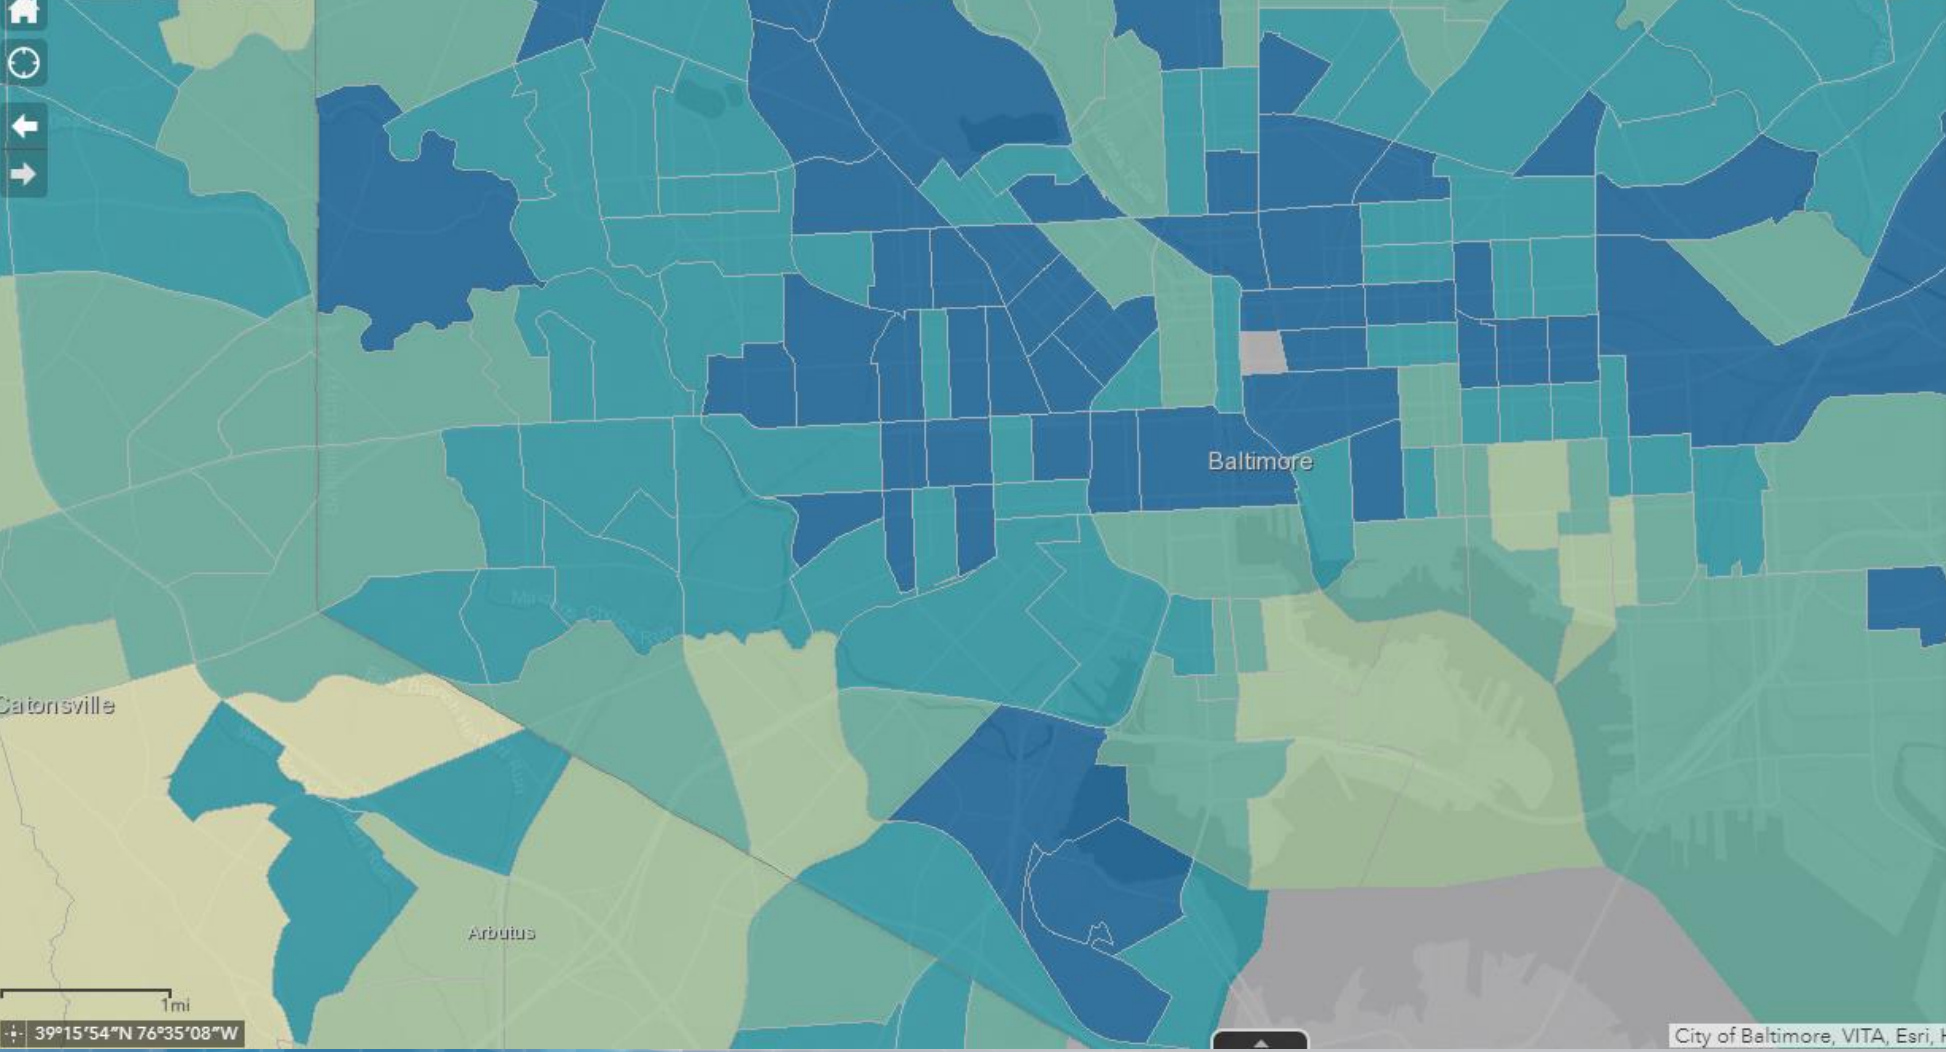 Baltimore
Catonsville
Arbutus
1mi
39°15'54"N 76°35'08"W
City of Baltimore, VITA, Esri,